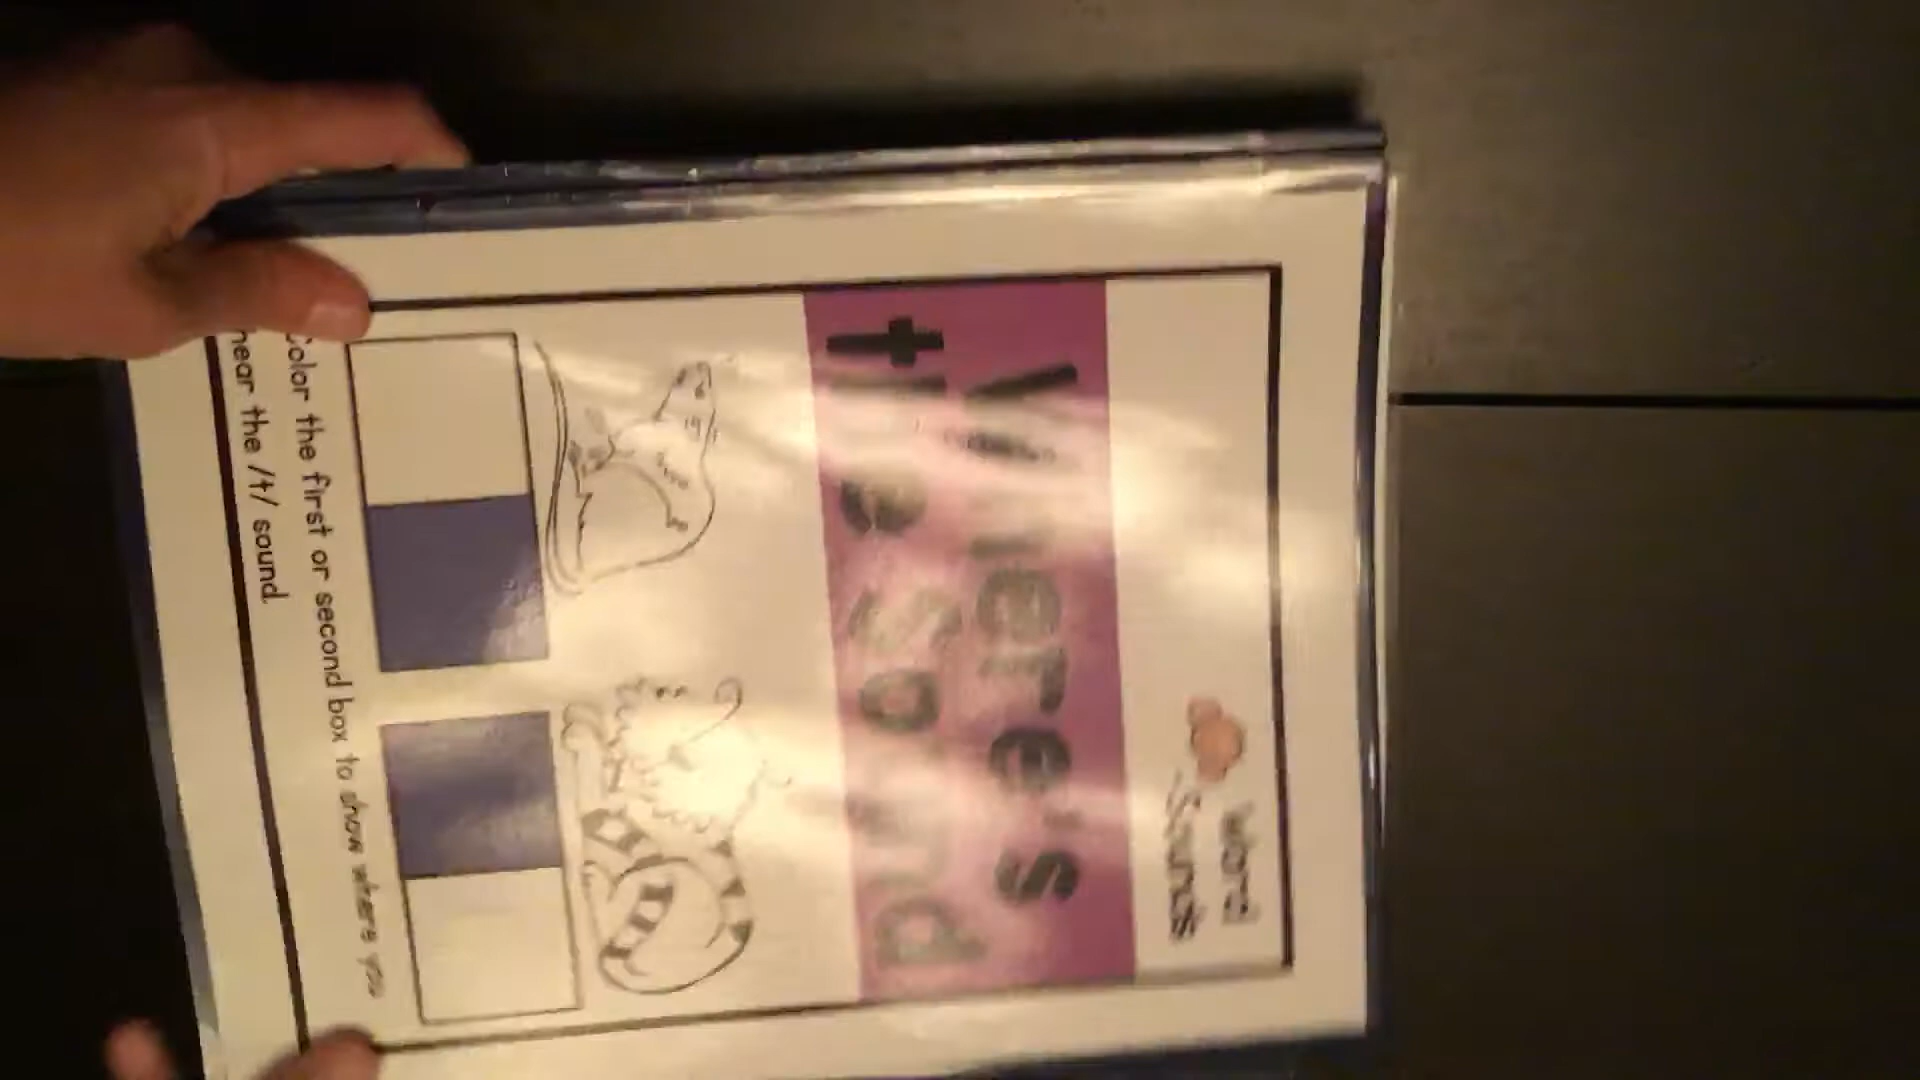 Word
Sounds
Where's
the Sound
Color the first or second box to show where you
hear the /t/ sound.